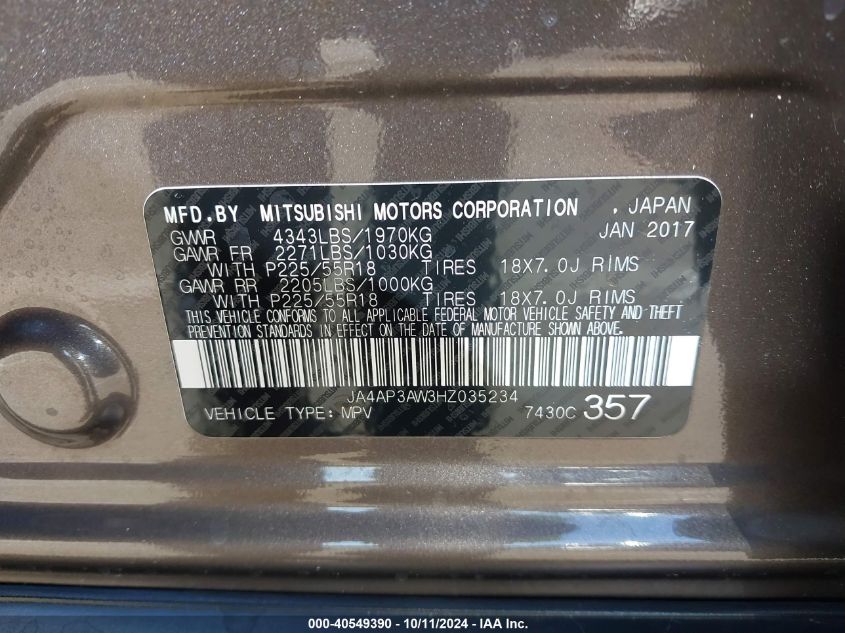 MFD.BY MITSUBISHI MOTORS CORPORATION , JAPAN
GVWR 4343LBS/1970KG JAN 2017
GAWR FR 2271LBS/1030KG
WITH P225/55R18 TIRES 18X7.0J RIMS
GAWR RR 2205LBS/1000KG
WITH P225/55R18 TIRES 18X7.0J RIMS
THIS VEHICLE CONFORMS TO ALL APPLICABLE FEDERAL MOTOR VEHICLE SAFETY AND THEFT
PREVENTION STANDARDS IN EFFECT ON THE DATE OF MANUFACTURE SHOWN ABOVE.
JA4AP3AW3HZ035234
VEHICLE TYPE: MPV 7430C 357
000-40549390 - 10/11/2024 - IAA Inc.